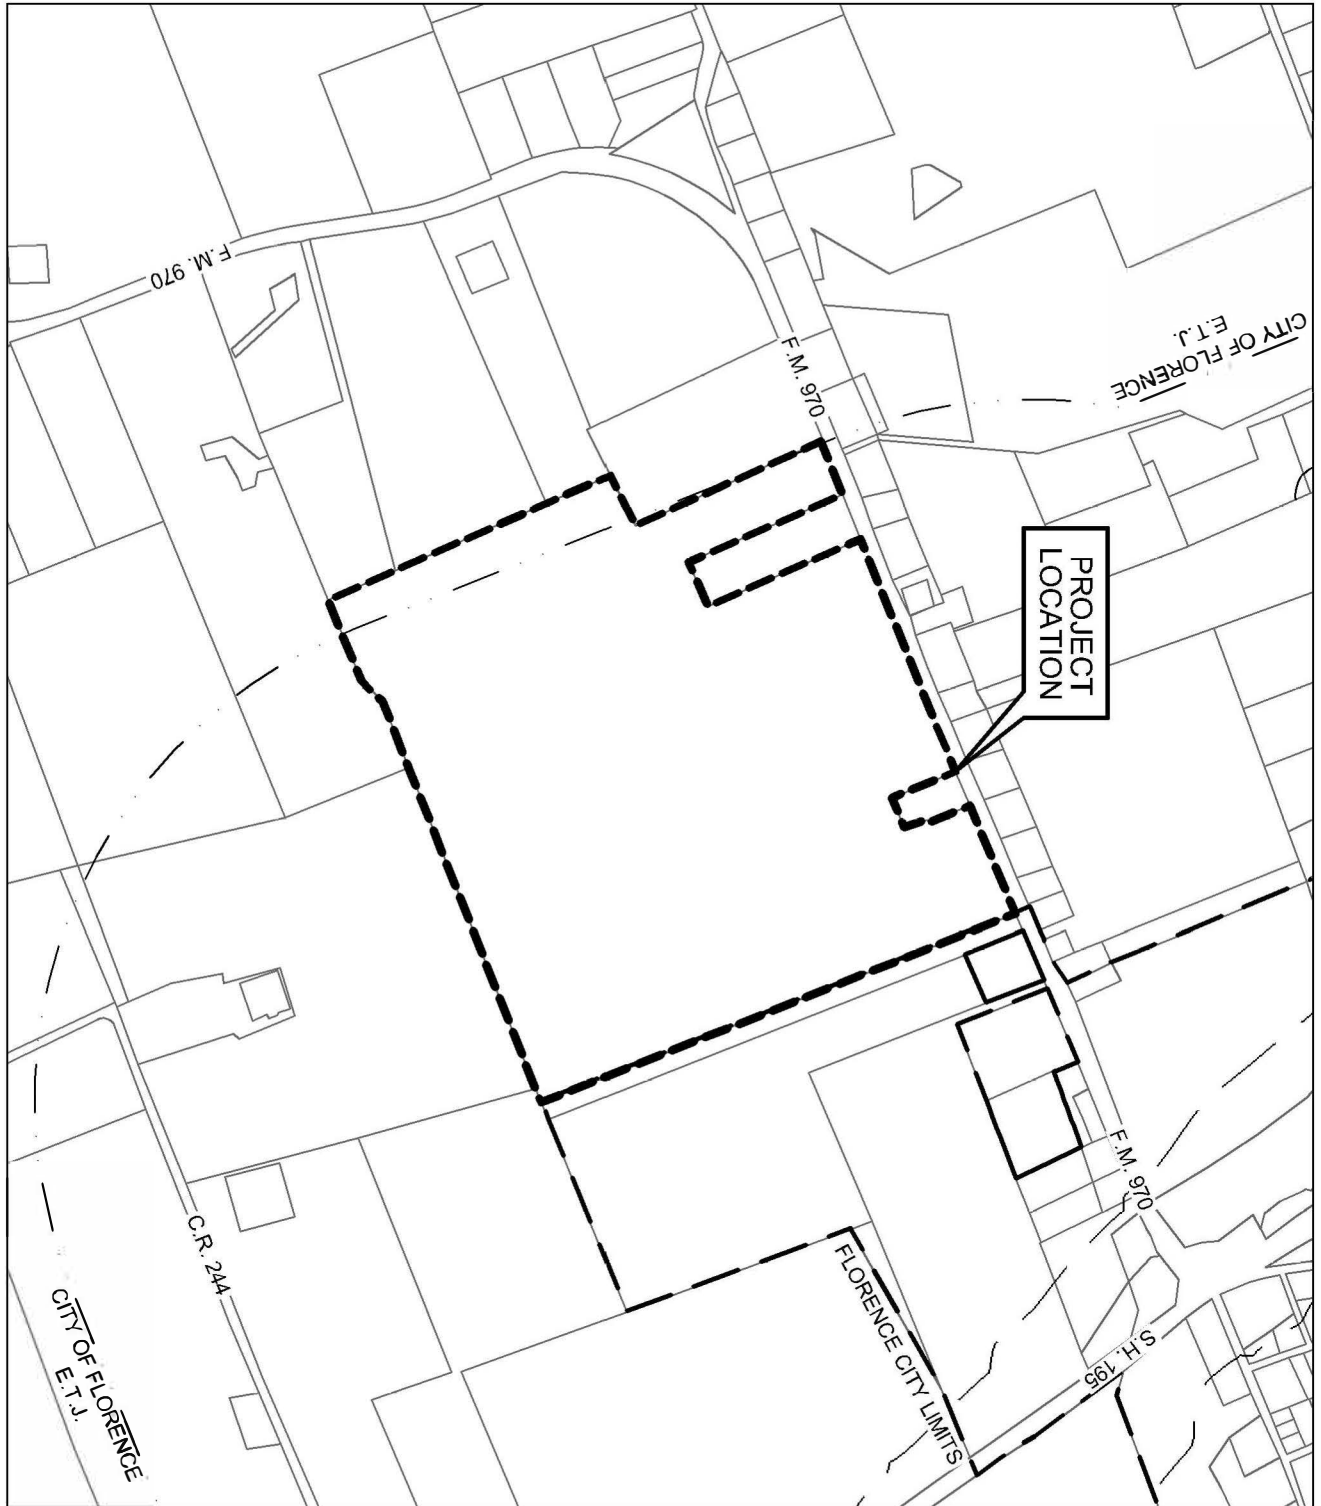 F.M. 970
F.M. 970
CITY OF FLORENCE
E.T.J.
PROJECT
LOCATION
F.M. 970
S.H. 195
FLORENCE CITY LIMITS
C.R. 244
CITY OF FLORENCE
E.T.J.